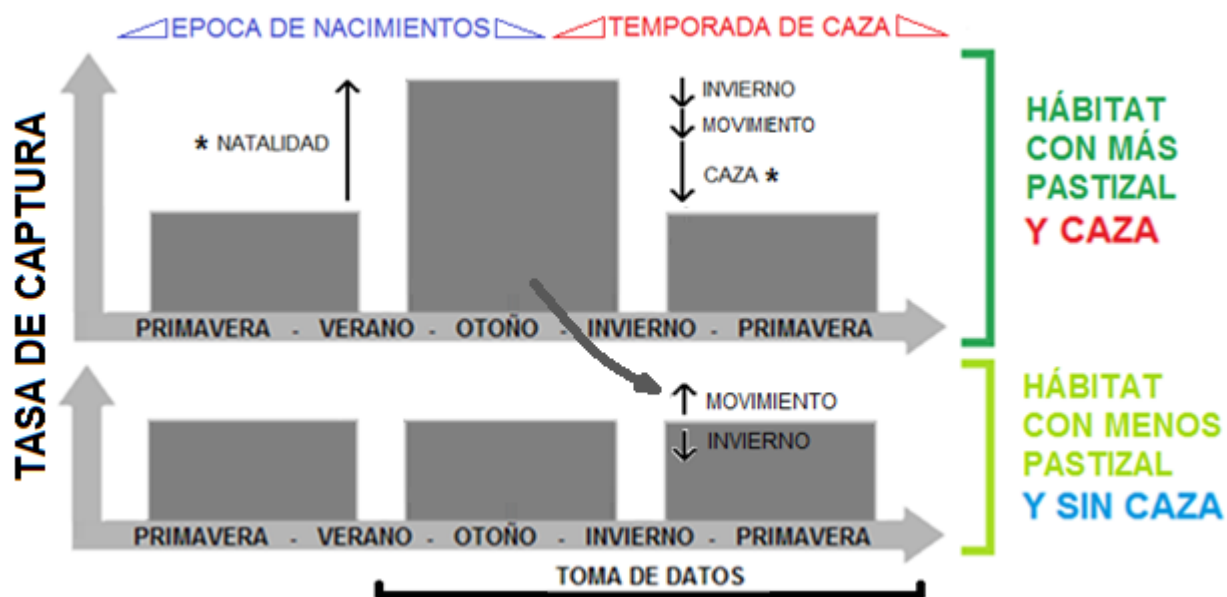 EPOCA DE NACIMIENTOS
TEMPORADA DE CAZA
TASA DE CAPTURA
* NATALIDAD
INVIERNO
MOVIMIENTO
CAZA *
PRIMAVERA - VERANO - OTOÑO - INVIERNO - PRIMAVERA
HÁBITAT
CON MÁS
PASTIZAL
Y CAZA
MOVIMIENTO
INVIERNO
PRIMAVERA - VERANO - OTOÑO - INVIERNO - PRIMAVERA
HÁBITAT
CON MENOS
PASTIZAL
Y SIN CAZA
TOMA DE DATOS